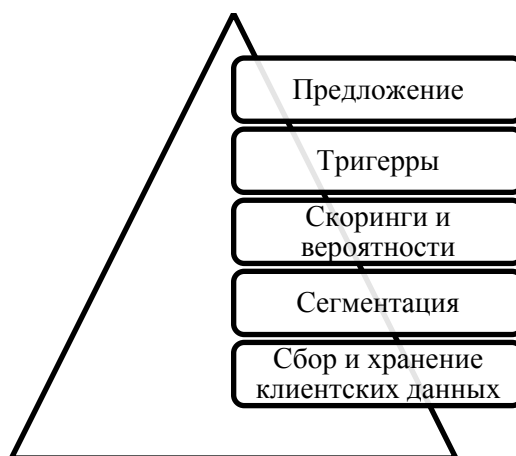 Предложение
Тригерры
Скоринги и
вероятности
Сегментация
Сбор и хранение
клиентских данных